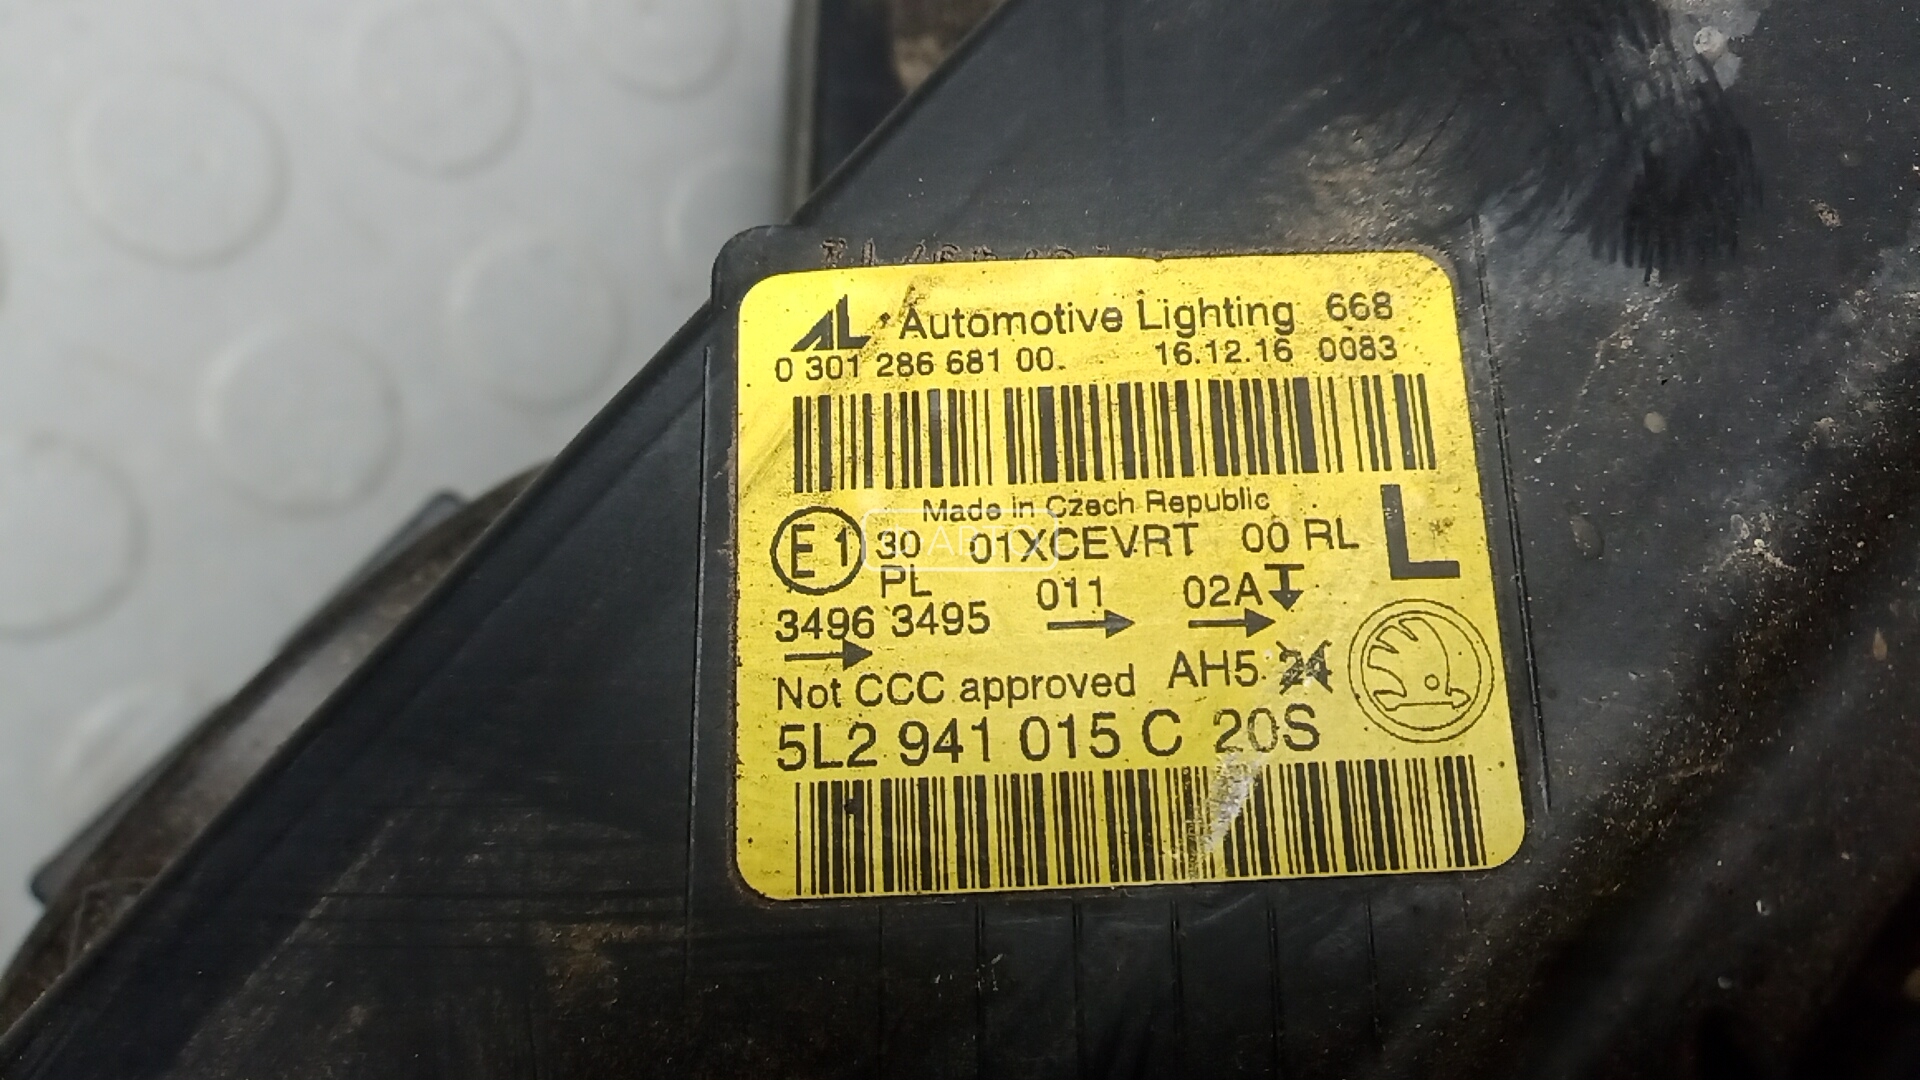 AL Automotive Lighting 668
0 301 286 681 00. 16.12.16 0083
Made in Czech Republic
E1 30 01XCEVRT 00 RL L
PL 011 02A
3496 3495
Not CCC approved AH5 24
5L2 941 015 C 20S